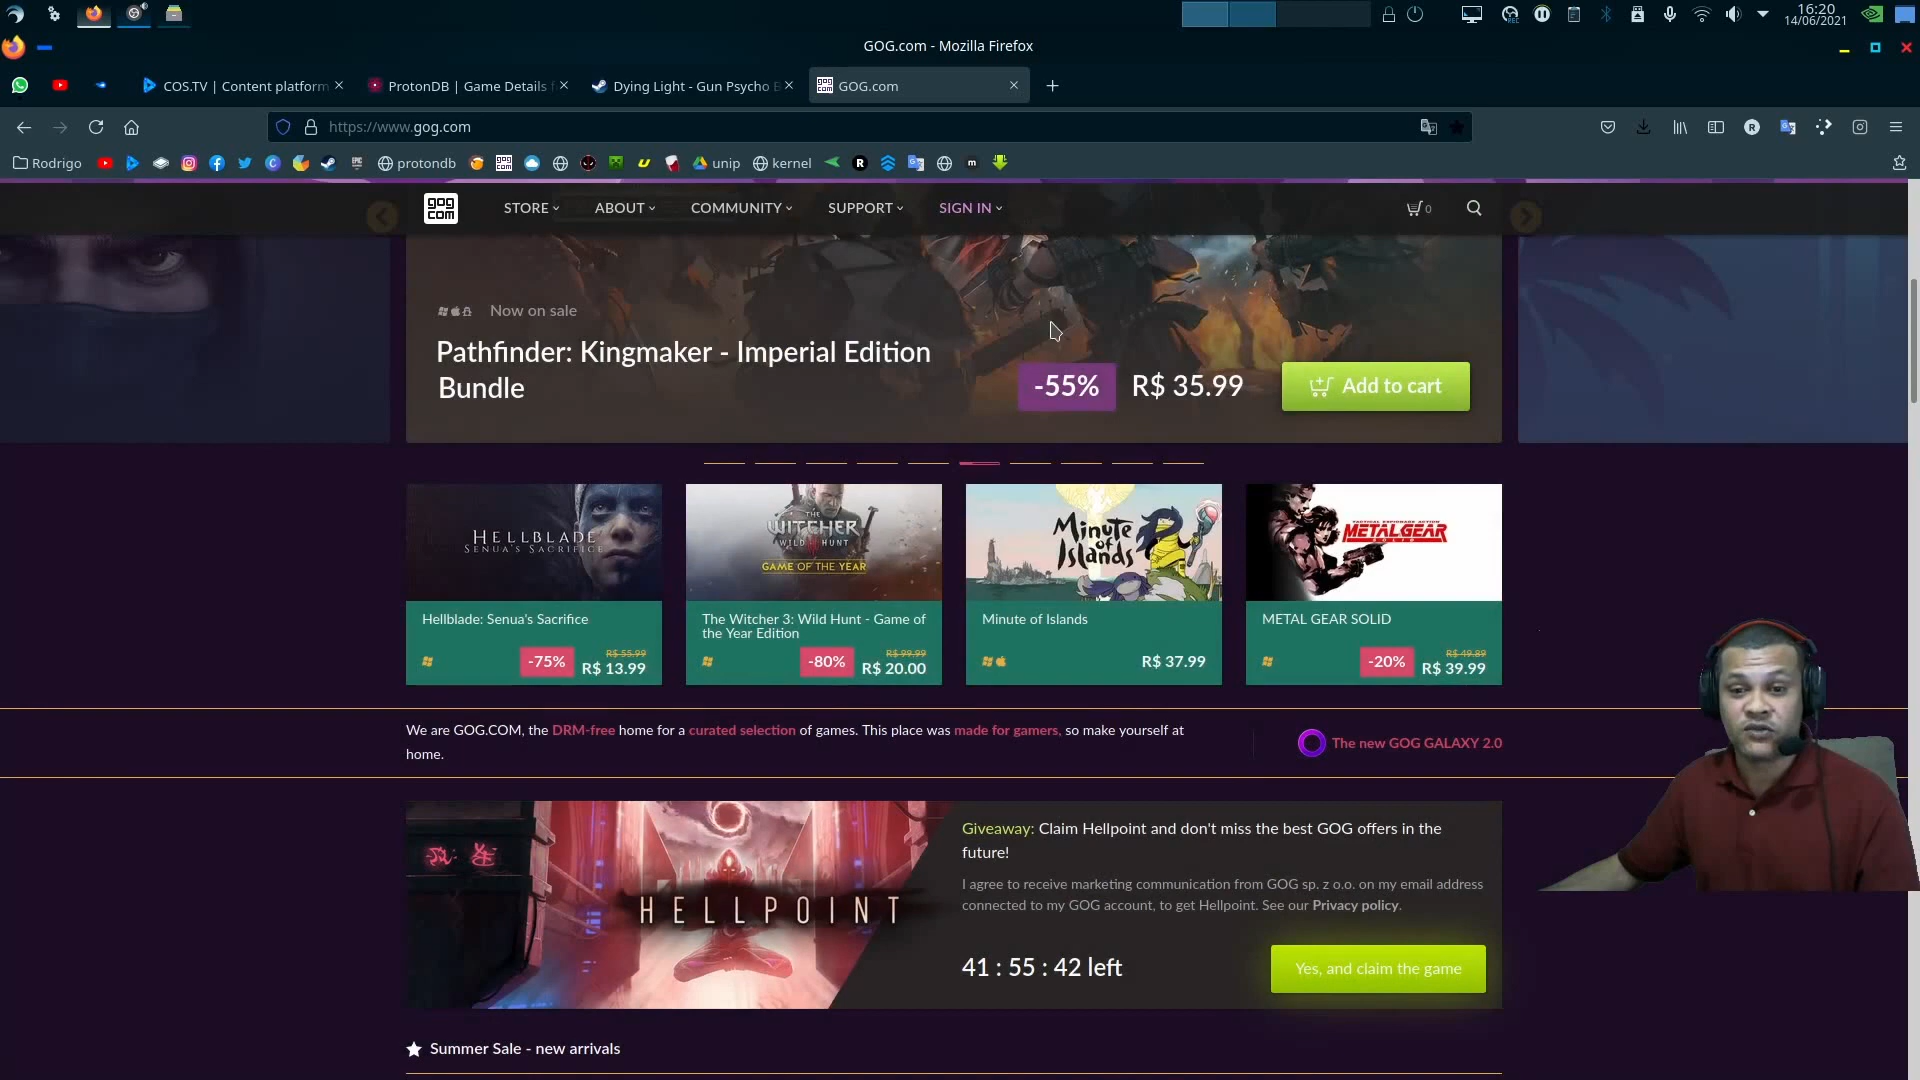 16:20
14/06/2021
GOG.com - Mozilla Firefox
COS.TV | Content platform
ProtonDB | Game Details f
Dying Light - Gun Psycho B
GOG.com
https://www.gog.com
Rodrigo
EPIC
protondb
unip
kernel
gog
com
STORE
ABOUT
COMMUNITY
SUPPORT
SIGN IN
0
Now on sale
Pathfinder: Kingmaker - Imperial Edition
Bundle
-55%
R$ 35.99
Add to cart
HELLBLADE
SENUA'S SACRIFICE
THE
WITCHER
WILD HUNT
GAME OF THE YEAR
Minute
of
Islands
TACTICAL ESPIONAGE ACTION
METAL GEAR
SOLID
Hellblade: Senua's Sacrifice
-75%
R$ 55.99
R$ 13.99
The Witcher 3: Wild Hunt - Game of
the Year Edition
-80%
R$ 99.99
R$ 20.00
Minute of Islands
R$ 37.99
METAL GEAR SOLID
-20%
R$ 49.89
R$ 39.99
We are GOG.COM, the DRM-free home for a curated selection of games. This place was made for gamers, so make yourself at
home.
The new GOG GALAXY 2.0
HELLPOINT
Giveaway: Claim Hellpoint and don't miss the best GOG offers in the
future!
I agree to receive marketing communication from GOG sp. z o.o. on my email address
connected to my GOG account, to get Hellpoint. See our Privacy policy.
41 : 55 : 42 left
Yes, and claim the game
Summer Sale - new arrivals